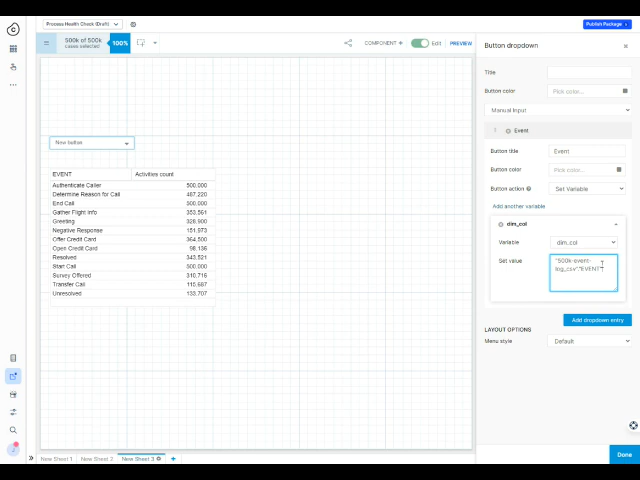 Process Health Check (Draft)
Publish Package
500k of 500k
cases selected
100%
COMPONENT +
Edit
PREVIEW
Button dropdown
Title
Button color
Pick color...
Manual input
Event
Button title
Event
Button color
Pick color...
Button action
Set Variable
Add another variable
dim_col
Variable
dim_col
Set value
"500k-event-
log_csv"."EVENT"
Add dropdown entry
LAYOUT OPTIONS
Menu style
Default
New button
EVENT Activities count
Authenticate Caller 500,000
Determine Reason for Call 487,220
End Call 500,000
Gather Flight Info 353,561
Greeting 328,900
Negative Response 151,973
Offer Credit Card 364,500
Open Credit Card 98,136
Resolved 343,521
Start Call 500,000
Survey Offered 310,716
Transfer Call 115,687
Unresolved 133,707
New Sheet 1
New Sheet 2
New Sheet 3
Done